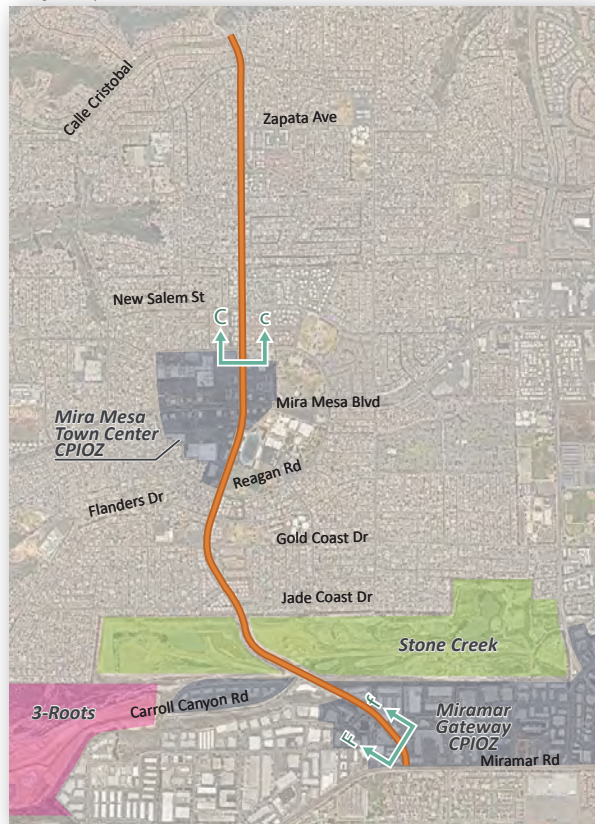 Calle Cristobal
Zapata Ave
New Salem St
C
c
Mira Mesa Blvd
Mira Mesa
Town Center
CPIOZ
Reagan Rd
Flanders Dr
Gold Coast Dr
Jade Coast Dr
Stone Creek
3-Roots
Carroll Canyon Rd
f
F
Miramar
Gateway
CPIOZ
Miramar Rd